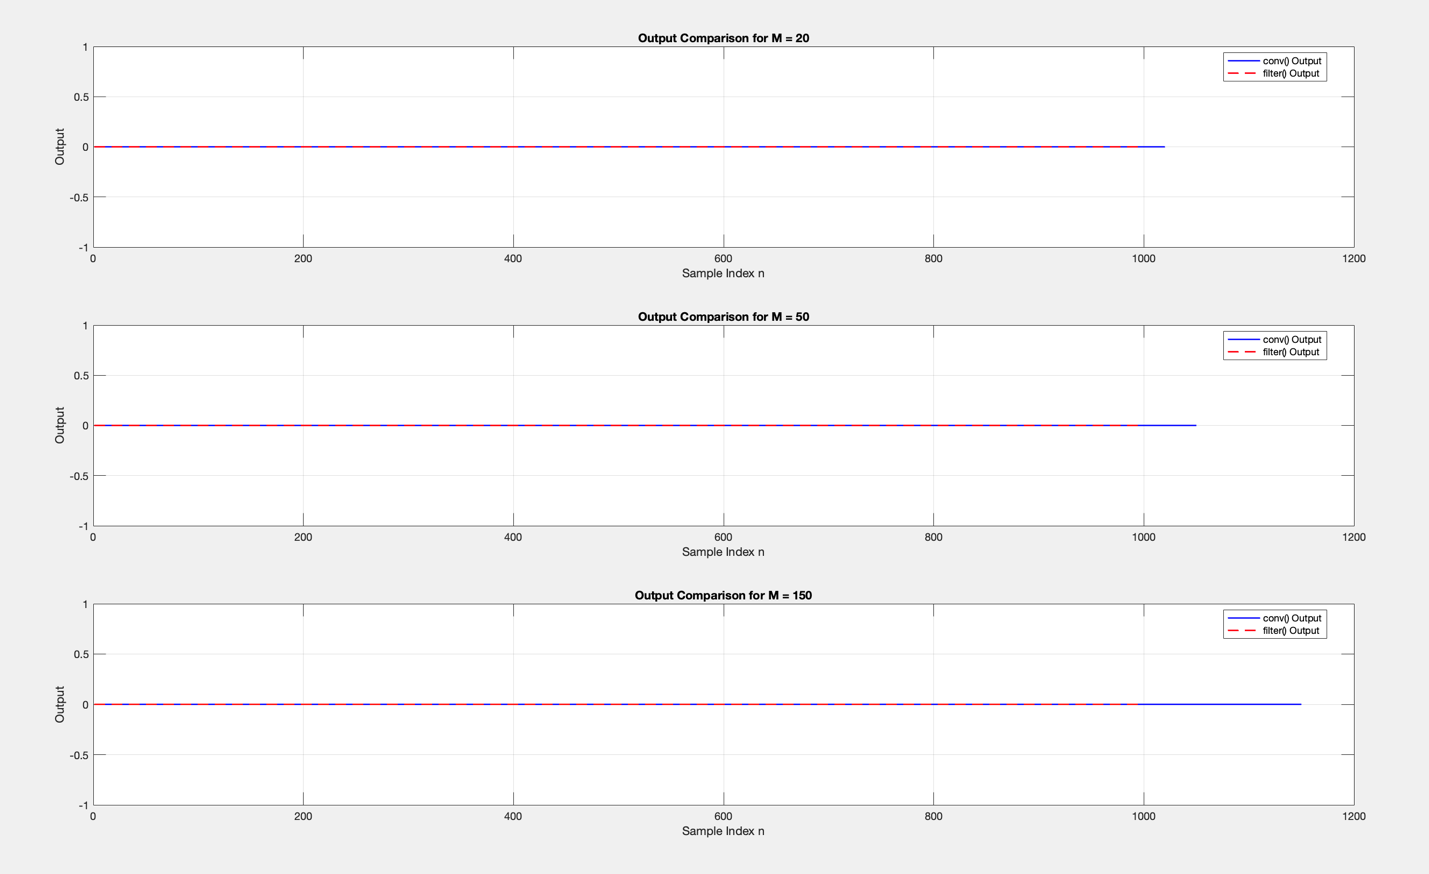 Output Comparison for M = 20
1
0.5
0
-0.5
-1
Output
conv() Output
filter() Output
0 200 400 600 800 1000 1200
Sample Index n
Output Comparison for M = 50
1
0.5
0
-0.5
-1
Output
conv() Output
filter() Output
0 200 400 600 800 1000 1200
Sample Index n
Output Comparison for M = 150
1
0.5
0
-0.5
-1
Output
conv() Output
filter() Output
0 200 400 600 800 1000 1200
Sample Index n